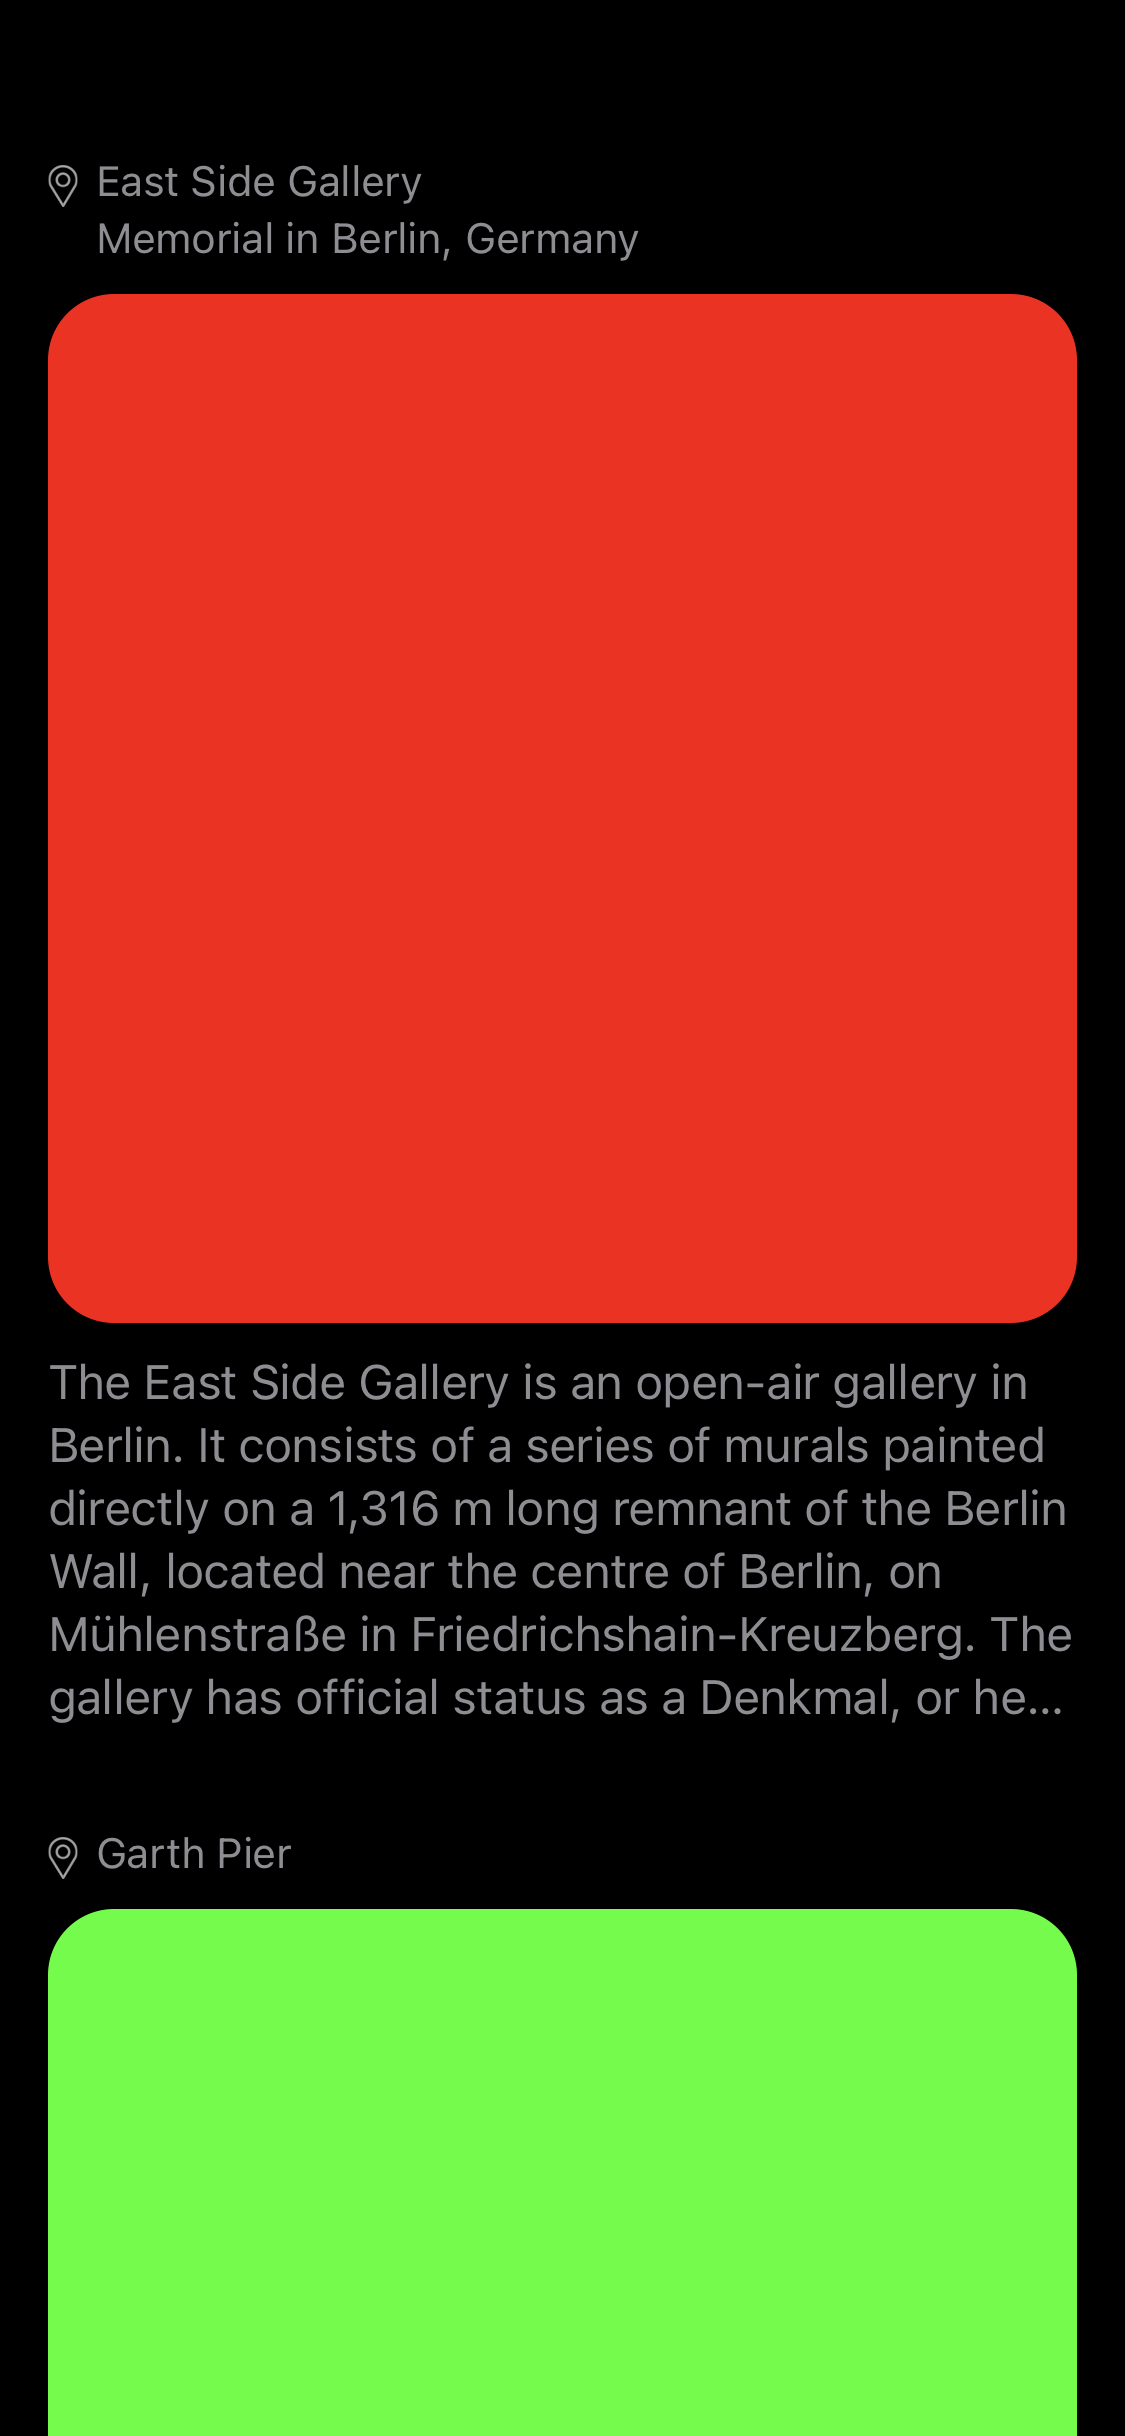 East Side Gallery
Memorial in Berlin, Germany
The East Side Gallery is an open-air gallery in
Berlin. It consists of a series of murals painted
directly on a 1,316 m long remnant of the Berlin
Wall, located near the centre of Berlin, on
Mühlenstraße in Friedrichshain-Kreuzberg. The
gallery has official status as a Denkmal, or he...
Garth Pier